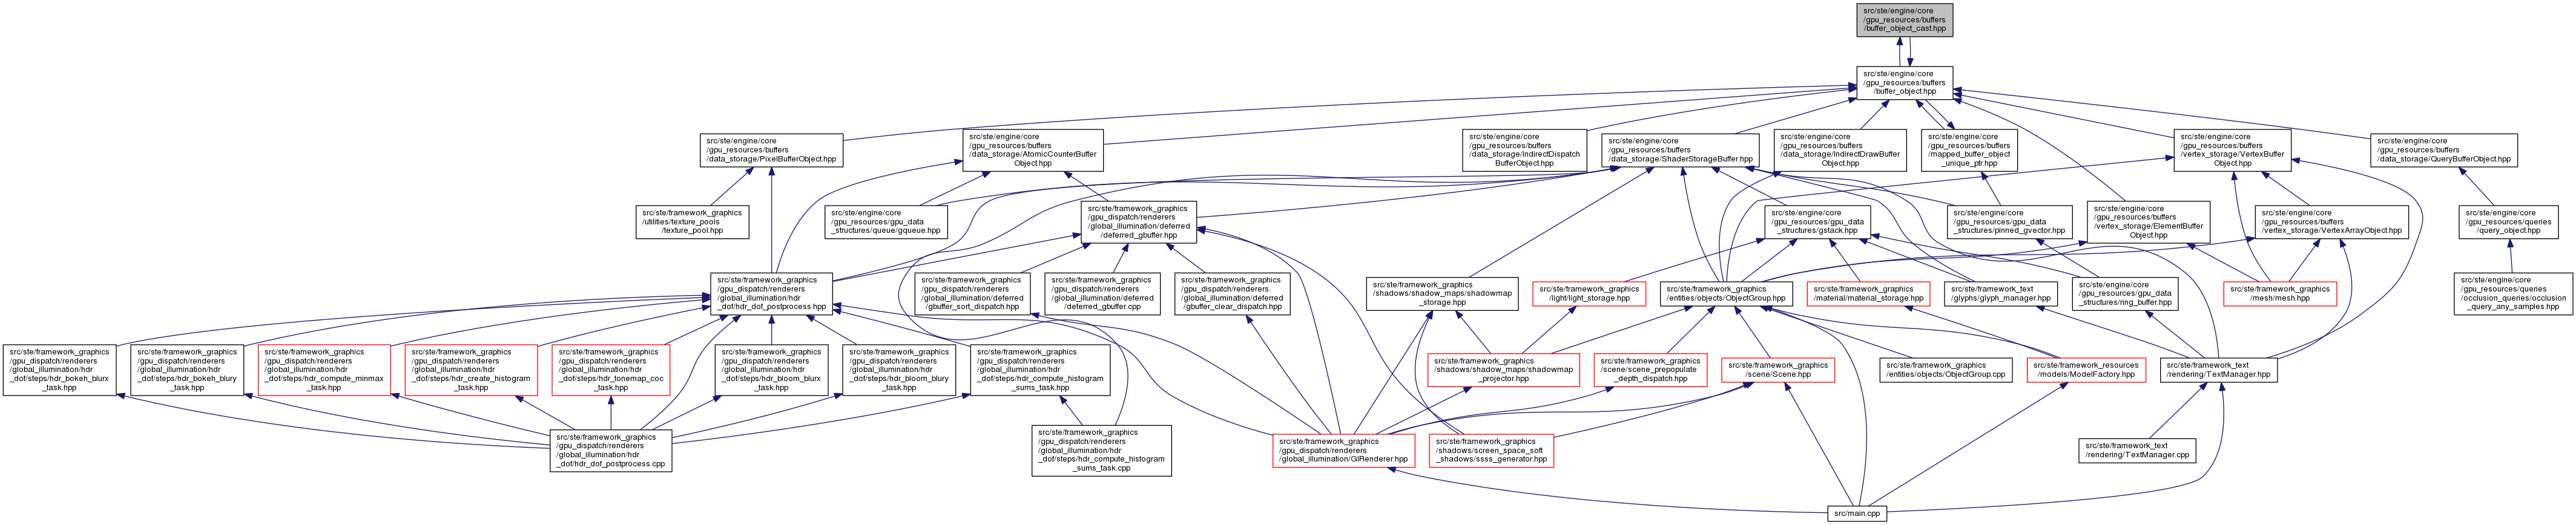 src/ste/engine/core
/gpu_resources/buffers
/buffer_object_cast.hpp
src/ste/engine/core
/gpu_resources/buffers
/buffer_object.hpp
src/ste/engine/core
/gpu_resources/buffers
/data_storage/PixelBufferObject.hpp
src/ste/engine/core
/gpu_resources/buffers
/data_storage/AtomicCounterBuffer
Object.hpp
src/ste/engine/core
/gpu_resources/buffers
/data_storage/IndirectDispatch
BufferObject.hpp
src/ste/engine/core
/gpu_resources/buffers
/data_storage/ShaderStorageBuffer.hpp
src/ste/engine/core
/gpu_resources/buffers
/data_storage/IndirectDrawBuffer
Object.hpp
src/ste/engine/core
/gpu_resources/buffers
/mapped_buffer_object
_unique_ptr.hpp
src/ste/engine/core
/gpu_resources/buffers
/vertex_storage/VertexBuffer
Object.hpp
src/ste/engine/core
/gpu_resources/buffers
/data_storage/QueryBufferObject.hpp
src/ste/framework_graphics
/utilities/texture_pools
/texture_pool.hpp
src/ste/engine/core
/gpu_resources/gpu_data
_structures/queue/gqueue.hpp
src/ste/framework_graphics
/gpu_dispatch/renderers
/global_illumination/deferred
/deferred_gbuffer.hpp
src/ste/engine/core
/gpu_resources/gpu_data
_structures/gstack.hpp
src/ste/engine/core
/gpu_resources/gpu_data
_structures/pinned_gvector.hpp
src/ste/engine/core
/gpu_resources/buffers
/vertex_storage/ElementBuffer
Object.hpp
src/ste/engine/core
/gpu_resources/buffers
/vertex_storage/VertexArrayObject.hpp
src/ste/engine/core
/gpu_resources/queries
/query_object.hpp
src/ste/framework_graphics
/gpu_dispatch/renderers
/global_illumination/hdr
_dof/hdr_dof_postprocess.hpp
src/ste/framework_graphics
/gpu_dispatch/renderers
/global_illumination/deferred
/gbuffer_sort_dispatch.hpp
src/ste/framework_graphics
/gpu_dispatch/renderers
/global_illumination/deferred
/deferred_gbuffer.cpp
src/ste/framework_graphics
/gpu_dispatch/renderers
/global_illumination/deferred
/gbuffer_clear_dispatch.hpp
src/ste/framework_graphics
/shadows/shadow_maps/shadowmap
_storage.hpp
src/ste/framework_graphics
/light/light_storage.hpp
src/ste/framework_graphics
/entities/objects/ObjectGroup.hpp
src/ste/framework_graphics
/material/material_storage.hpp
src/ste/framework_text
/glyphs/glyph_manager.hpp
src/ste/engine/core
/gpu_resources/gpu_data
_structures/ring_buffer.hpp
src/ste/framework_graphics
/mesh/mesh.hpp
src/ste/engine/core
/gpu_resources/queries
/occlusion_queries/occlusion
_query_any_samples.hpp
src/ste/framework_graphics
/gpu_dispatch/renderers
/global_illumination/hdr
_dof/steps/hdr_bokeh_blurx
_task.hpp
src/ste/framework_graphics
/gpu_dispatch/renderers
/global_illumination/hdr
_dof/steps/hdr_bokeh_blury
_task.hpp
src/ste/framework_graphics
/gpu_dispatch/renderers
/global_illumination/hdr
_dof/steps/hdr_compute_minmax
_task.hpp
src/ste/framework_graphics
/gpu_dispatch/renderers
/global_illumination/hdr
_dof/steps/hdr_create_histogram
_task.hpp
src/ste/framework_graphics
/gpu_dispatch/renderers
/global_illumination/hdr
_dof/steps/hdr_tonemap_coc
_task.hpp
src/ste/framework_graphics
/gpu_dispatch/renderers
/global_illumination/hdr
_dof/steps/hdr_bloom_blurx
_task.hpp
src/ste/framework_graphics
/gpu_dispatch/renderers
/global_illumination/hdr
_dof/steps/hdr_bloom_blury
_task.hpp
src/ste/framework_graphics
/gpu_dispatch/renderers
/global_illumination/hdr
_dof/steps/hdr_compute_histogram
_sums_task.hpp
src/ste/framework_graphics
/shadows/shadow_maps/shadowmap
_projector.hpp
src/ste/framework_graphics
/scene/scene_prepopulate
_depth_dispatch.hpp
src/ste/framework_graphics
/scene/Scene.hpp
src/ste/framework_graphics
/entities/objects/ObjectGroup.cpp
src/ste/framework_resources
/models/ModelFactory.hpp
src/ste/framework_text
/rendering/TextManager.hpp
src/ste/framework_graphics
/gpu_dispatch/renderers
/global_illumination/hdr
_dof/hdr_dof_postprocess.cpp
src/ste/framework_graphics
/gpu_dispatch/renderers
/global_illumination/hdr
_dof/steps/hdr_compute_histogram
_sums_task.cpp
src/ste/framework_graphics
/gpu_dispatch/renderers
/global_illumination/GIRenderer.hpp
src/ste/framework_graphics
/shadows/screen_space_soft
_shadows/ssss_generator.hpp
src/ste/framework_text
/rendering/TextManager.cpp
src/main.cpp